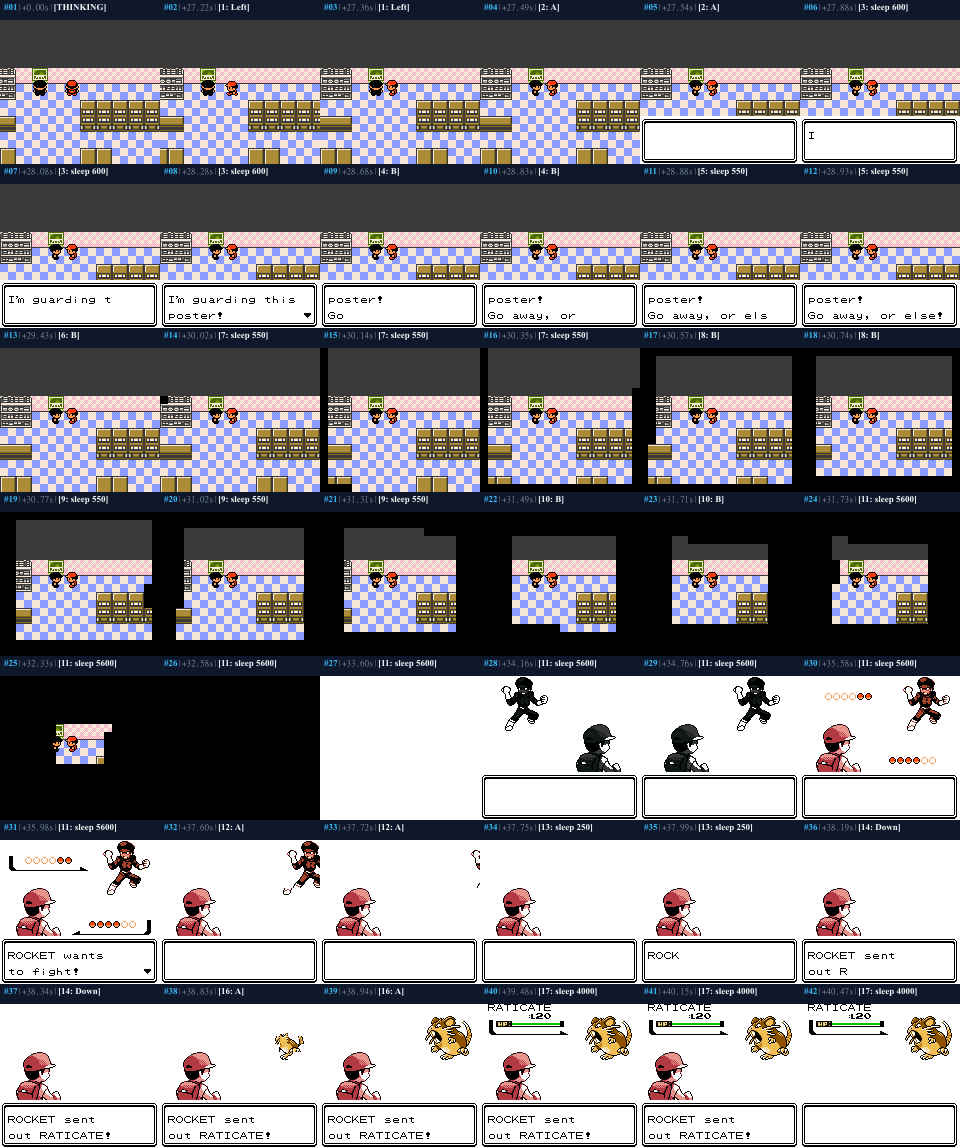 #01|+0.00s|[THINKING]
#02|+27.22s|[1: Left]
#03|+27.36s|[1: Left]
#04|+27.49s|[2: A]
#05|+27.54s|[2: A]
#06|+27.88s|[3: sleep 600]
I
#07|+28.08s|[3: sleep 600]
#08|+28.28s|[3: sleep 600]
#09|+28.68s|[4: B]
#10|+28.83s|[4: B]
#11|+28.88s|[5: sleep 550]
#12|+28.93s|[5: sleep 550]
I'm guarding t
I'm guarding this
poster!
poster!
Go
poster!
Go away, or
poster!
Go away, or els
poster!
Go away, or else!
#13|+29.43s|[6: B]
#14|+30.02s|[7: sleep 550]
#15|+30.14s|[7: sleep 550]
#16|+30.35s|[7: sleep 550]
#17|+30.57s|[8: B]
#18|+30.74s|[8: B]
#19|+30.77s|[9: sleep 550]
#20|+31.02s|[9: sleep 550]
#21|+31.31s|[9: sleep 550]
#22|+31.49s|[10: B]
#23|+31.71s|[10: B]
#24|+31.73s|[11: sleep 5600]
#25|+32.33s|[11: sleep 5600]
#26|+32.58s|[11: sleep 5600]
#27|+33.60s|[11: sleep 5600]
#28|+34.16s|[11: sleep 5600]
#29|+34.76s|[11: sleep 5600]
#30|+35.58s|[11: sleep 5600]
#31|+35.98s|[11: sleep 5600]
#32|+37.60s|[12: A]
#33|+37.72s|[12: A]
#34|+37.75s|[13: sleep 250]
#35|+37.99s|[13: sleep 250]
#36|+38.19s|[14: Down]
ROCKET wants
to fight!
ROCK
ROCKET sent
out R
#37|+38.34s|[14: Down]
#38|+38.83s|[16: A]
#39|+38.94s|[16: A]
#40|+39.48s|[17: sleep 4000]
#41|+40.15s|[17: sleep 4000]
#42|+40.47s|[17: sleep 4000]
RATICATE
:L20
HP:
RATICATE
:L20
HP:
RATICATE
:L20
HP:
ROCKET sent
out RATICATE!
ROCKET sent
out RATICATE!
ROCKET sent
out RATICATE!
ROCKET sent
out RATICATE!
ROCKET sent
out RATICATE!